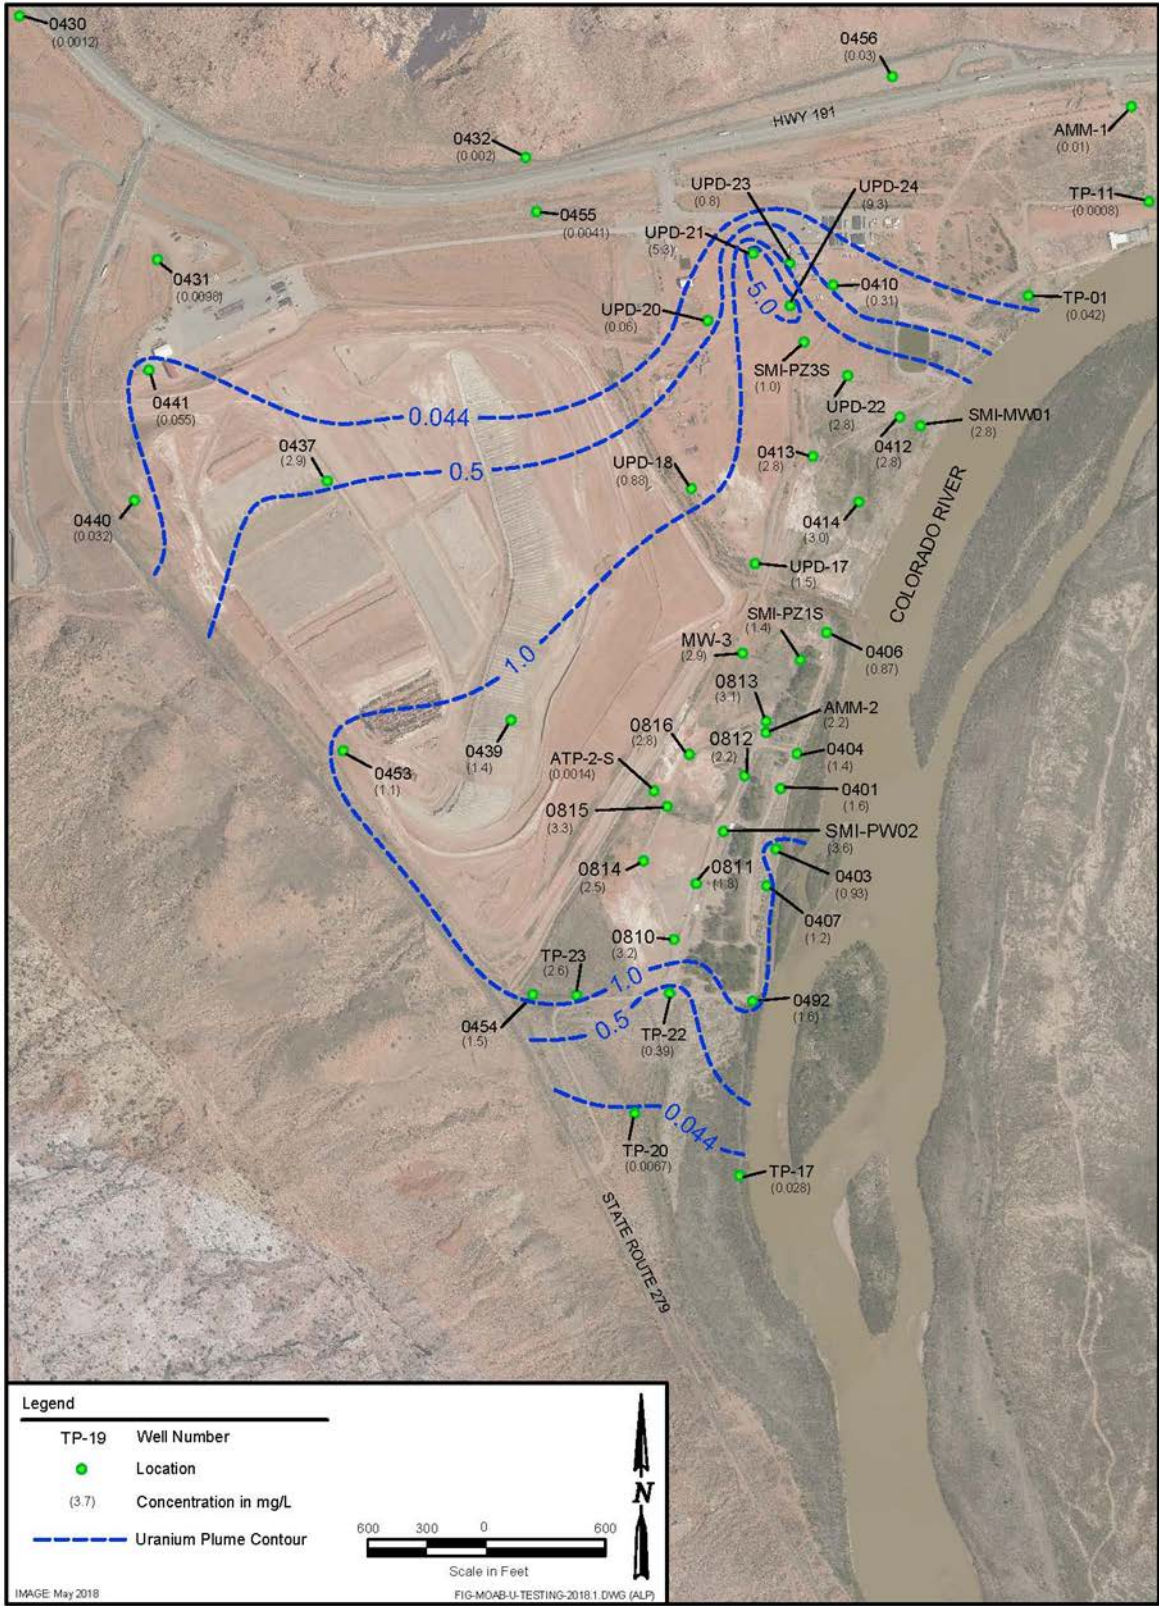 0430
(0.0012)
0456
(0.03)
HWY 191
AMM-1
(0.01)
0432
(0.002)
UPD-23
(0.8)
UPD-24
(9.3)
TP-11
(0.0008)
0455
(0.0041)
UPD-21
(5.3)
0431
(0.0098)
5.0
0410
(0.31)
TP-01
(0.042)
UPD-20
(0.06)
SMI-PZ3S
(1.0)
0441
(0.055)
UPD-22
(2.8)
0.044
SMI-MW01
(2.8)
0412
(2.8)
0437
(2.9)
0.5
UPD-18
(0.88)
0413
(2.8)
0440
(0.032)
0414
(3.0)
COLORADO RIVER
UPD-17
(1.5)
SMI-PZ1S
(1.4)
MW-3
(2.9)
0406
(0.87)
1.0
0813
(3.1)
AMM-2
(2.2)
0816
(2.8)
0812
(2.2)
0439
(1.4)
0404
(1.4)
ATP-2-S
(0.0014)
0453
(1.1)
0401
(1.6)
0815
(3.3)
SMI-PW02
(3.6)
0814
(2.5)
0811
(1.8)
0403
(0.93)
0407
(1.2)
0810
(3.2)
TP-23
(2.6)
1.0
0454
(1.5)
0.5
TP-22
(0.39)
0492
(1.6)
0.044
TP-20
(0.0067)
TP-17
(0.028)
STATE ROUTE 279
Legend
TP-19 Well Number
Location
(3.7) Concentration in mg/L
Uranium Plume Contour
N
600 300 0 600
Scale in Feet
IMAGE: May 2018
FIG-MOAB-U-TESTING-2018.1.DWG (ALP)